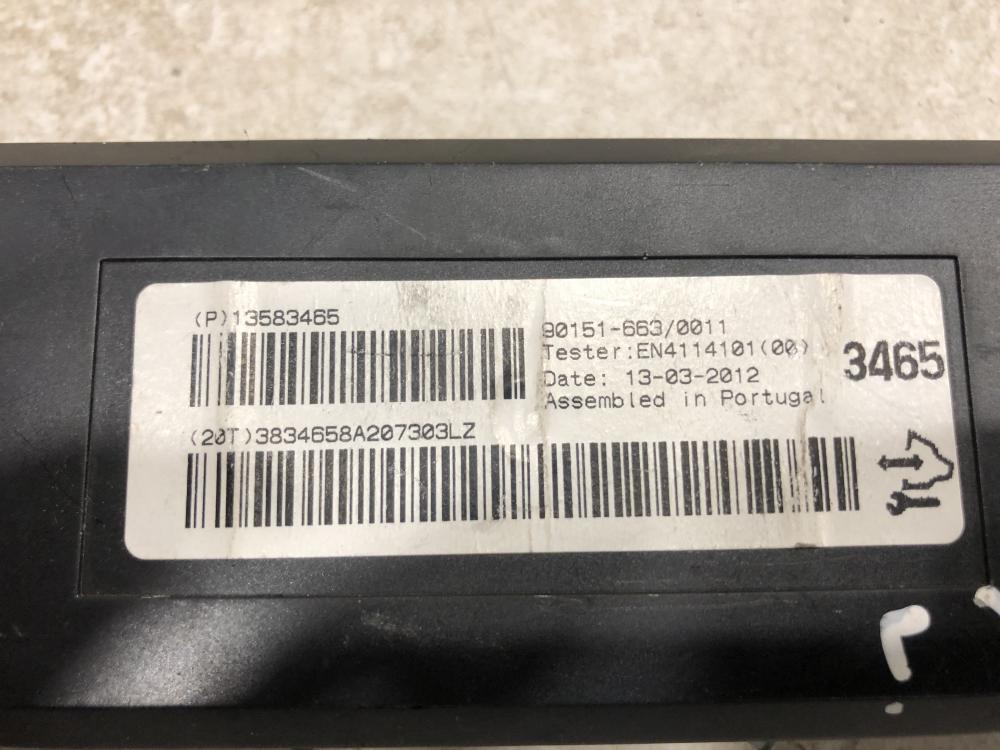 (P)13583465
90151-663/0011
Tester:EN4114101(00)
Date: 13-03-2012
Assembled in Portugal
3465
(20T)3834658A207303LZ